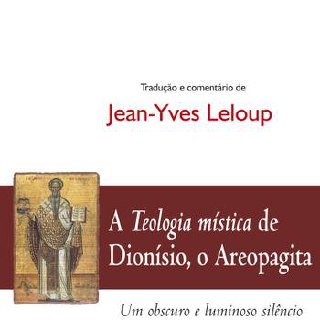 Tradução e comentário de
Jean-Yves Leloup
A Teologia mística de
Dionísio, o Areopagita
Um obscuro e luminoso silêncio